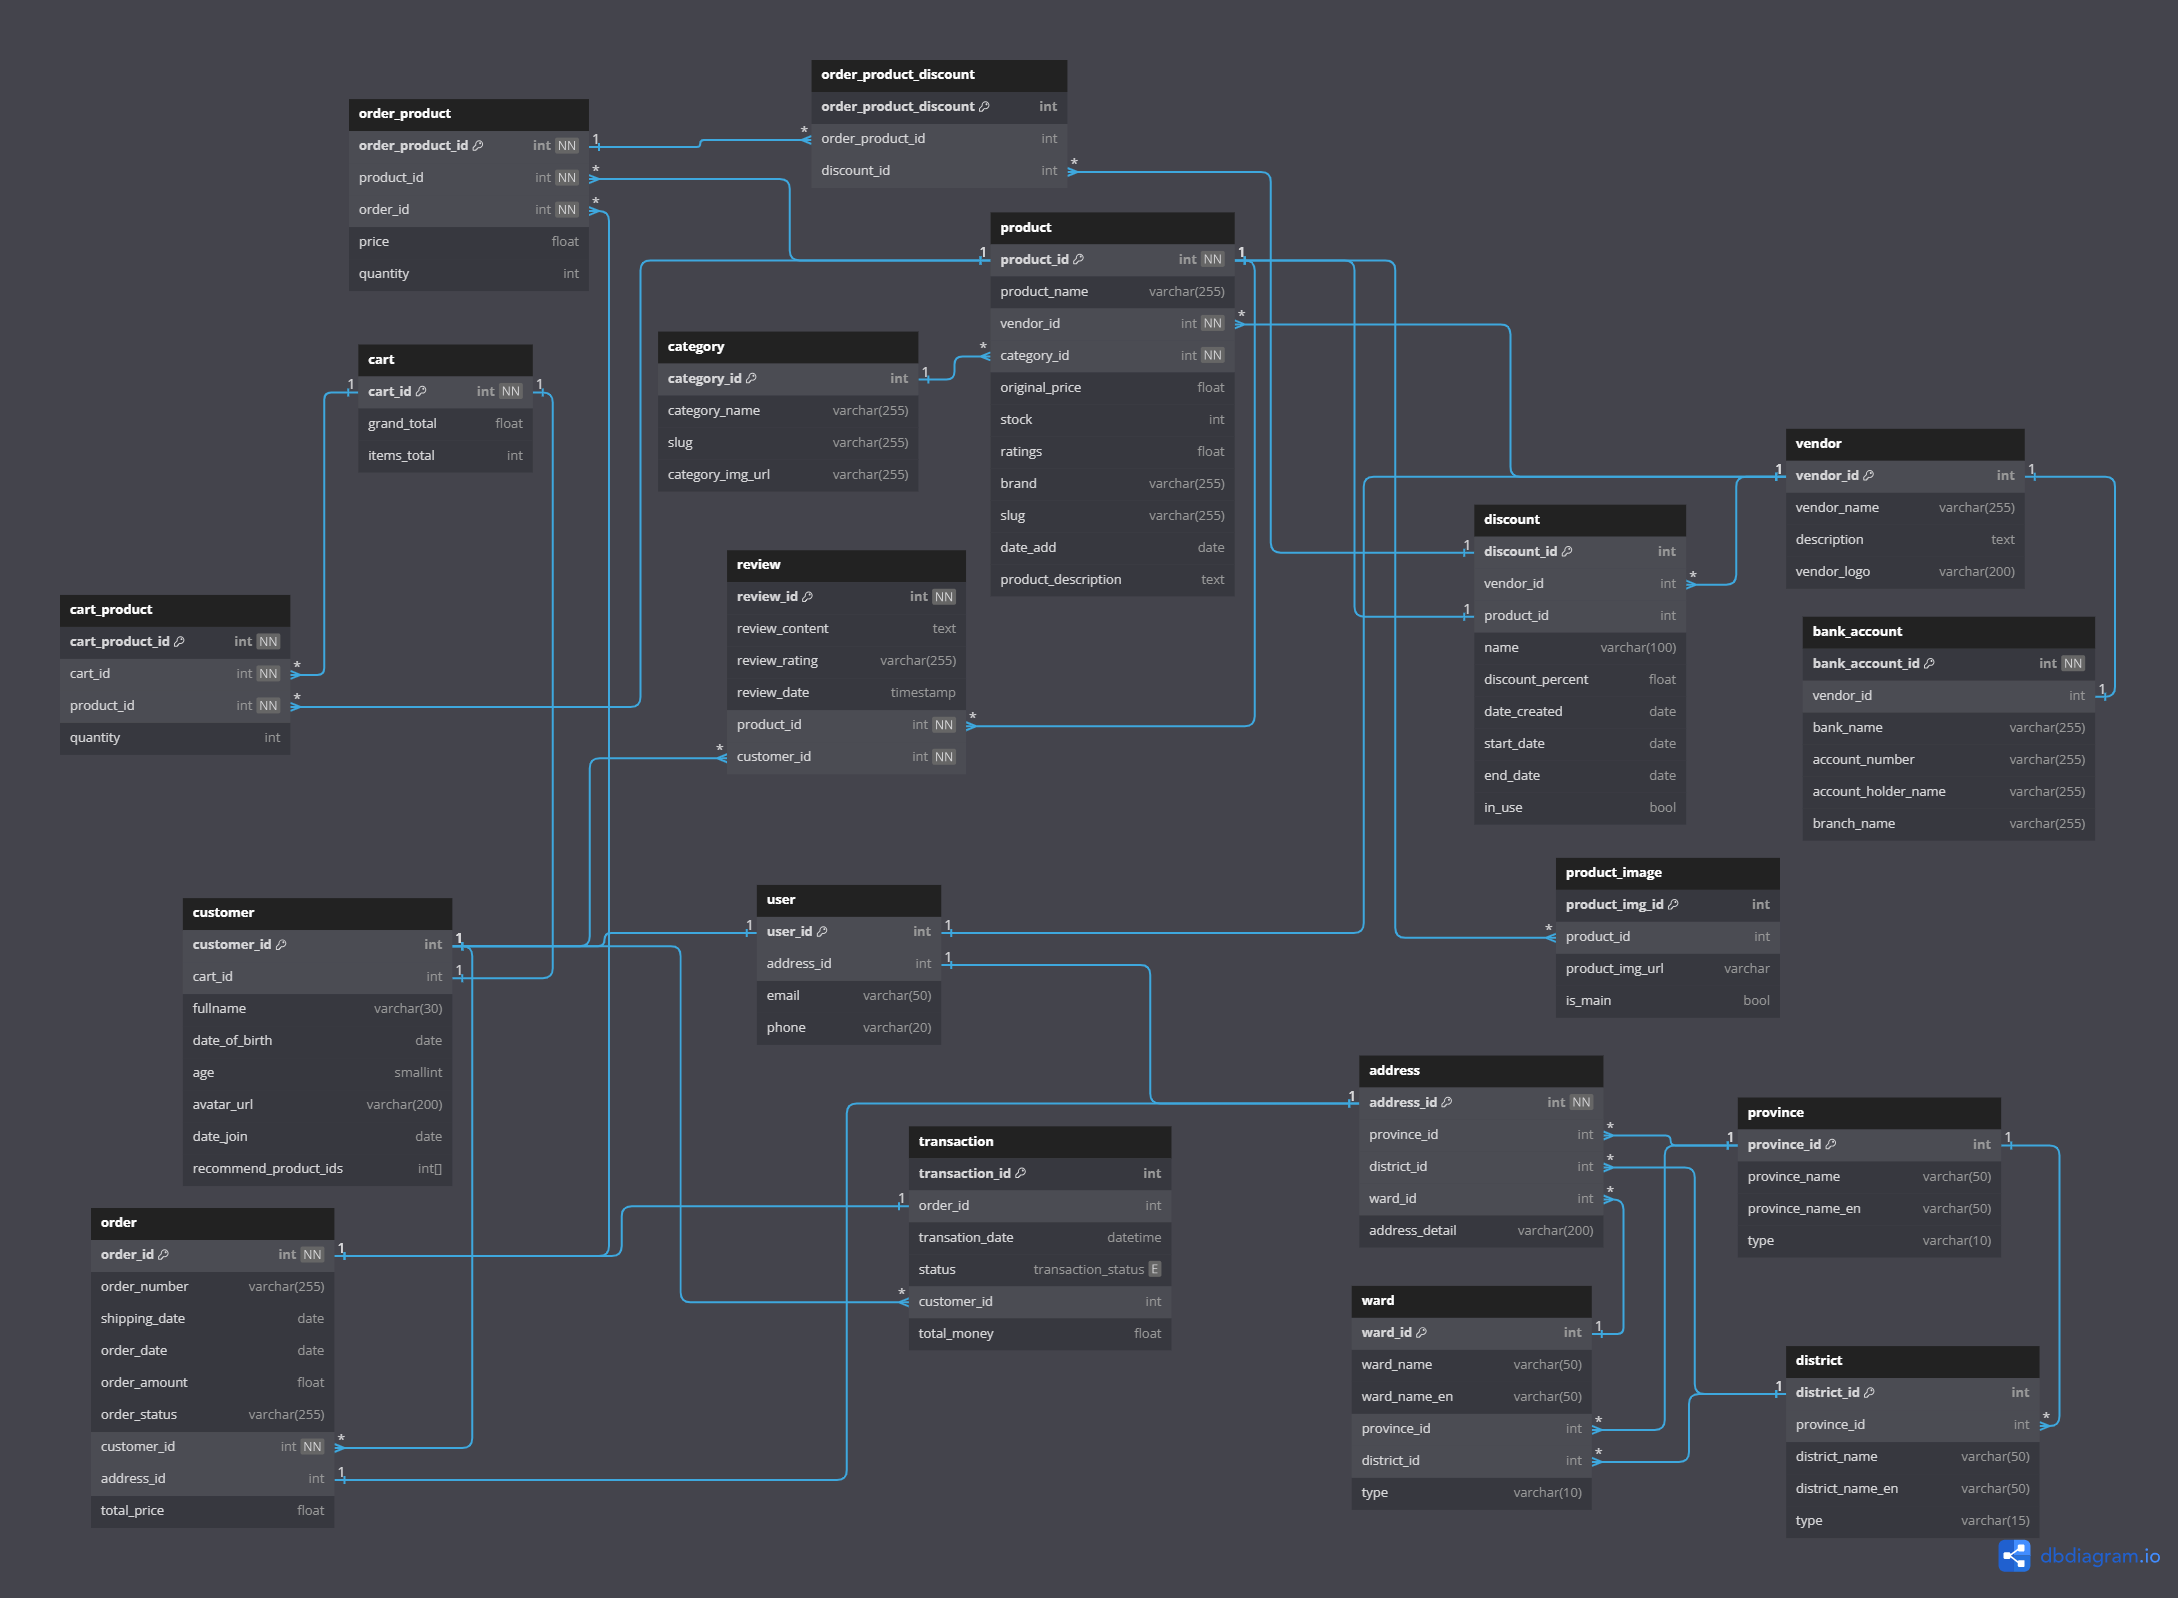 order_product_discount
order_product_discount int
order_product_id int
discount_id int
order_product
order_product_id int NN
product_id int NN
order_id int NN
price float
quantity int
product
product_id int NN
product_name varchar(255)
vendor_id int NN
category_id int NN
original_price float
stock int
ratings float
brand varchar(255)
slug varchar(255)
date_add date
product_description text
category
category_id int
category_name varchar(255)
slug varchar(255)
category_img_url varchar(255)
cart
cart_id int NN
grand_total float
items_total int
vendor
vendor_id int
vendor_name varchar(255)
description text
vendor_logo varchar(200)
discount
discount_id int
vendor_id int
product_id int
name varchar(100)
discount_percent float
date_created date
start_date date
end_date date
in_use bool
review
review_id int NN
review_content text
review_rating varchar(255)
review_date timestamp
product_id int NN
customer_id int NN
cart_product
cart_product_id int NN
cart_id int NN
product_id int NN
quantity int
bank_account
bank_account_id int NN
vendor_id int
bank_name varchar(255)
account_number varchar(255)
account_holder_name varchar(255)
branch_name varchar(255)
product_image
product_img_id int
product_id int
product_img_url varchar
is_main bool
user
user_id int
address_id int
email varchar(50)
phone varchar(20)
customer
customer_id int
cart_id int
fullname varchar(30)
date_of_birth date
age smallint
avatar_url varchar(200)
date_join date
recommend_product_ids int[]
address
address_id int NN
province_id int
district_id int
ward_id int
address_detail varchar(200)
province
province_id int
province_name varchar(50)
province_name_en varchar(50)
type varchar(10)
transaction
transaction_id int
order_id int
transation_date datetime
status transaction_status E
customer_id int
total_money float
order
order_id int NN
order_number varchar(255)
shipping_date date
order_date date
order_amount float
order_status varchar(255)
customer_id int NN
address_id int
total_price float
ward
ward_id int
ward_name varchar(50)
ward_name_en varchar(50)
province_id int
district_id int
type varchar(10)
district
district_id int
province_id int
district_name varchar(50)
district_name_en varchar(50)
type varchar(15)
dbdiagram.io